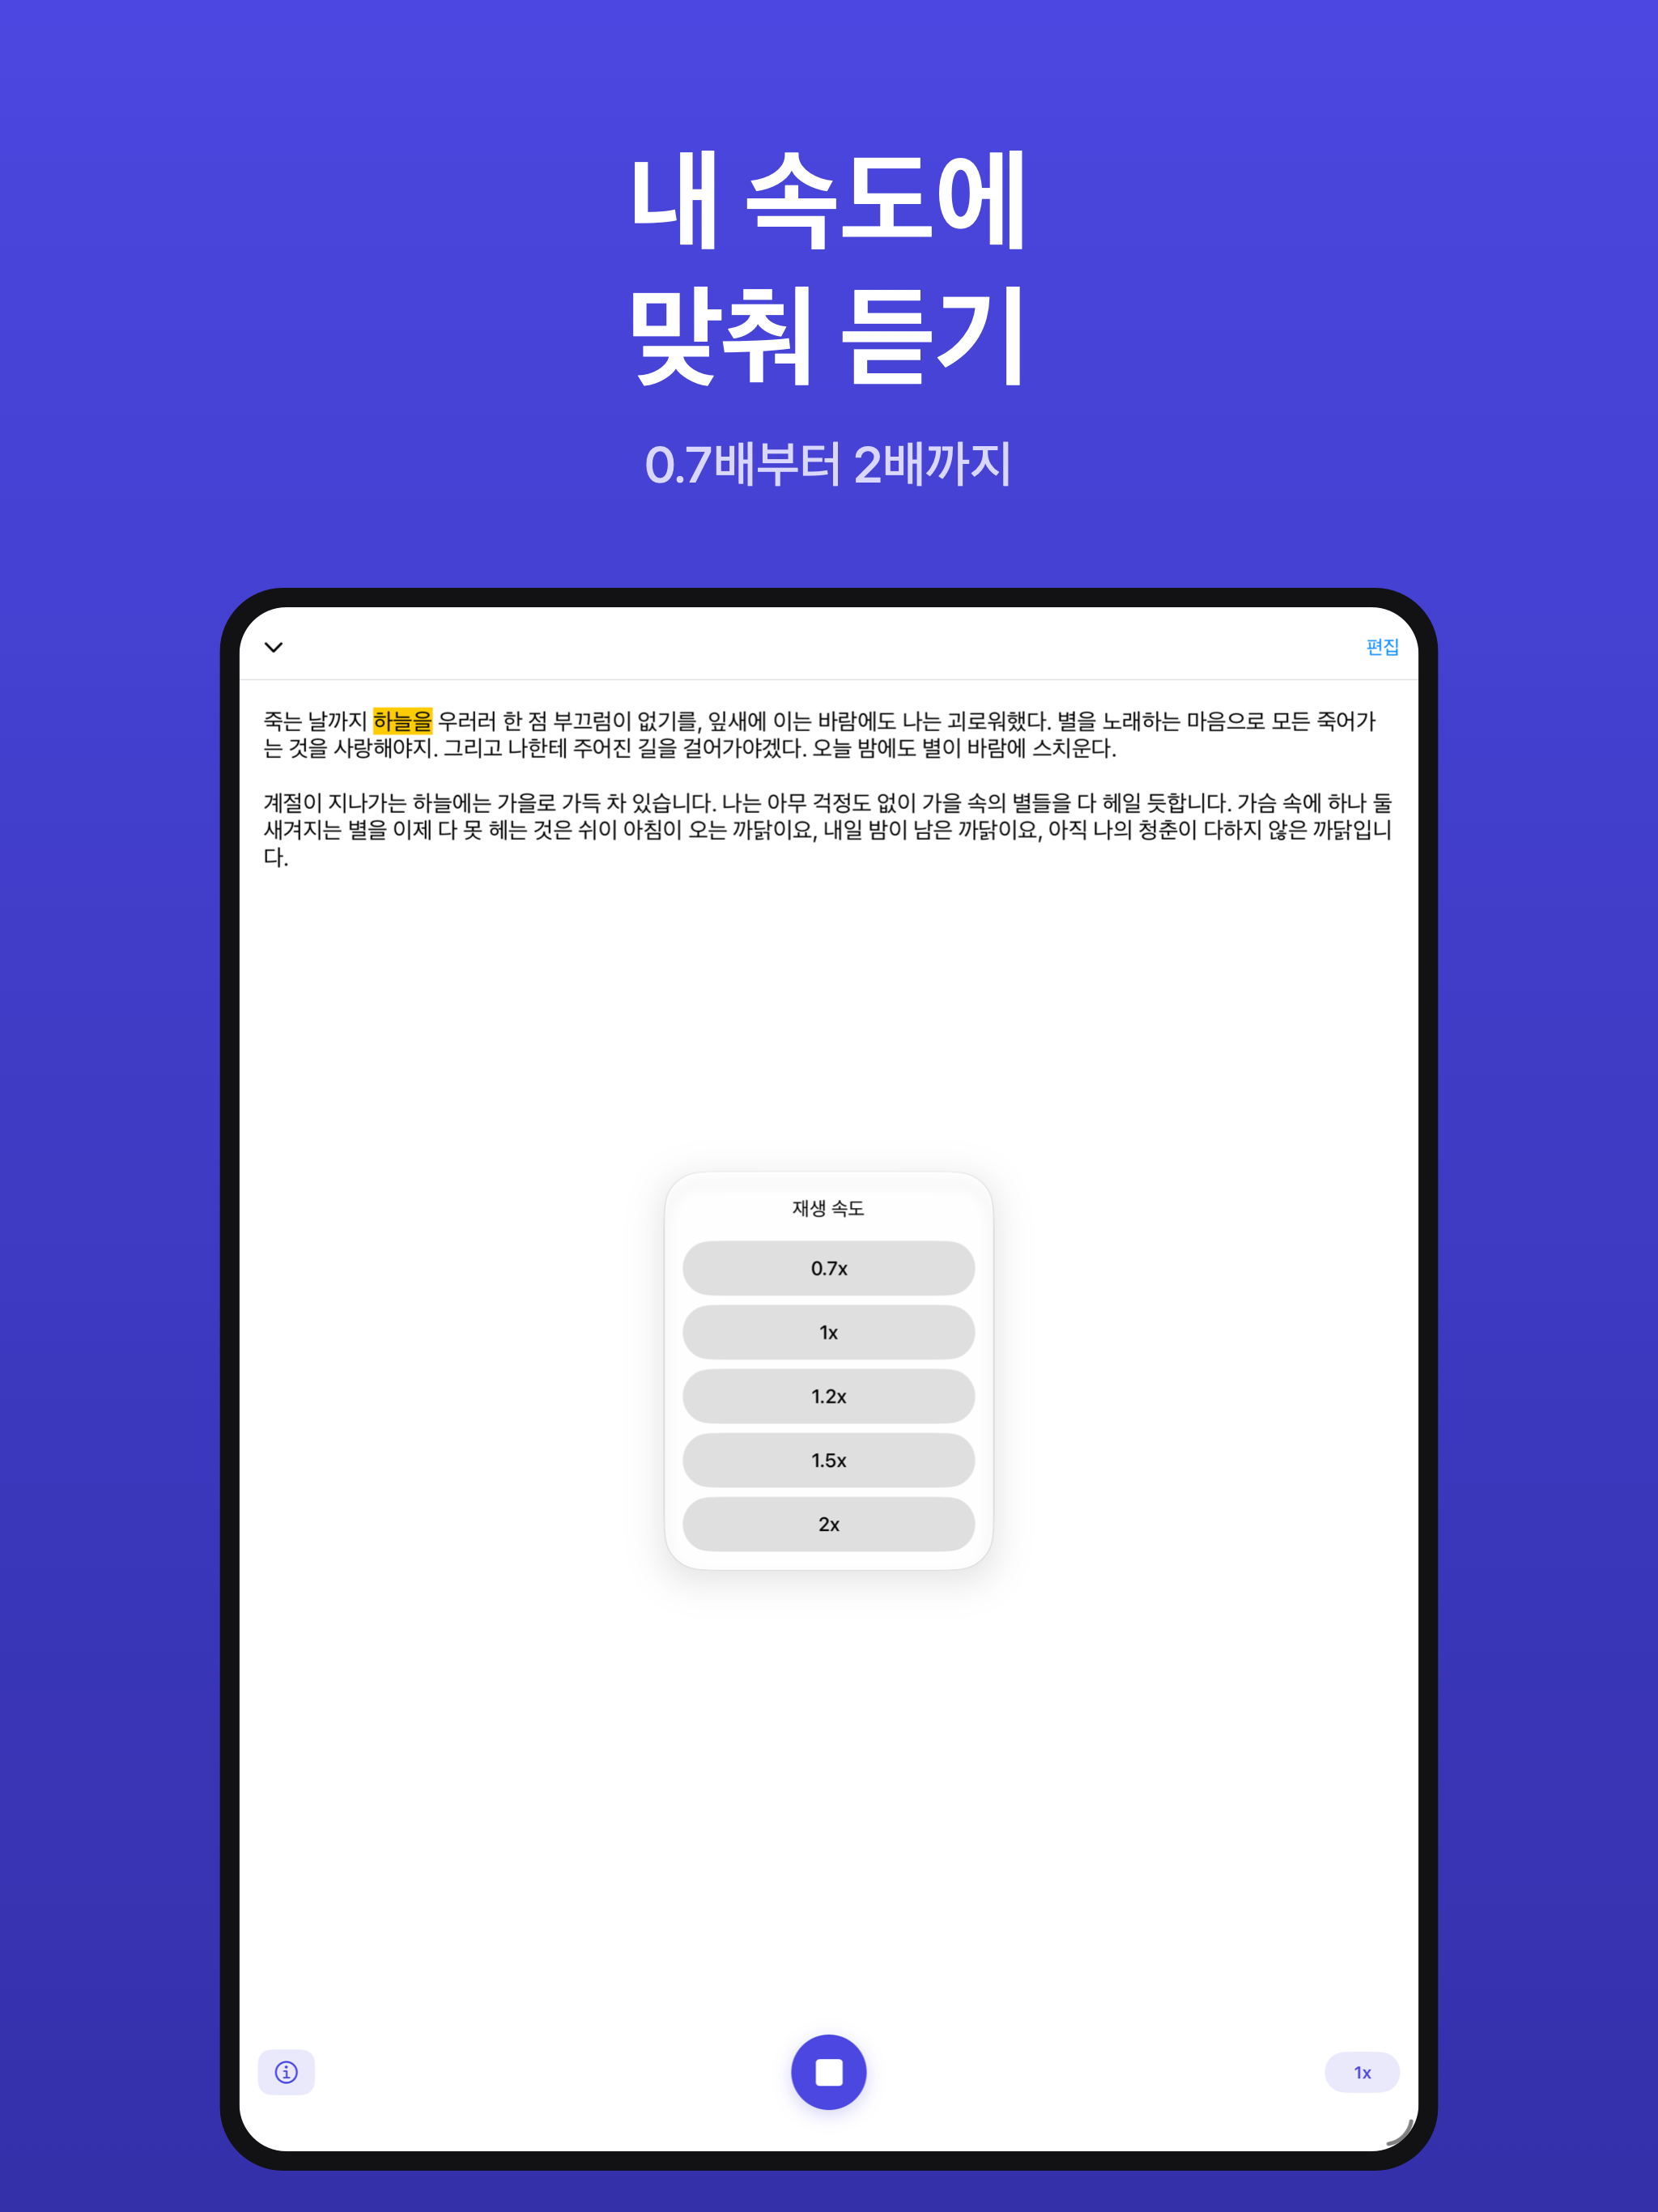 내 속도에
맞춰 듣기
0.7배부터 2배까지
편집
죽는 날까지 하늘을 우러러 한 점 부끄럼이 없기를, 잎새에 이는 바람에도 나는 괴로워했다. 별을 노래하는 마음으로 모든 죽어가
는 것을 사랑해야지. 그리고 나한테 주어진 길을 걸어가야겠다. 오늘 밤에도 별이 바람에 스치운다.
계절이 지나가는 하늘에는 가을로 가득 차 있습니다. 나는 아무 걱정도 없이 가을 속의 별들을 다 헤일 듯합니다. 가슴 속에 하나 둘
새겨지는 별을 이제 다 못 헤는 것은 쉬이 아침이 오는 까닭이요, 내일 밤이 남은 까닭이요, 아직 나의 청춘이 다하지 않은 까닭입니
다.
재생 속도
0.7x
1x
1.2x
1.5x
2x
1x